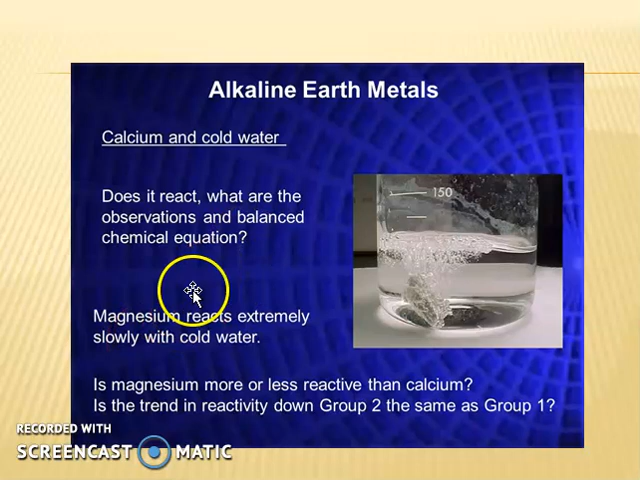 Alkaline Earth Metals
Calcium and cold water
Does it react, what are the
observations and balanced
chemical equation?
150
Magnesium reacts extremely
slowly with cold water.
Is magnesium more or less reactive than calcium?
Is the trend in reactivity down Group 2 the same as Group 1?
RECORDED WITH
SCREENCAST MATIC